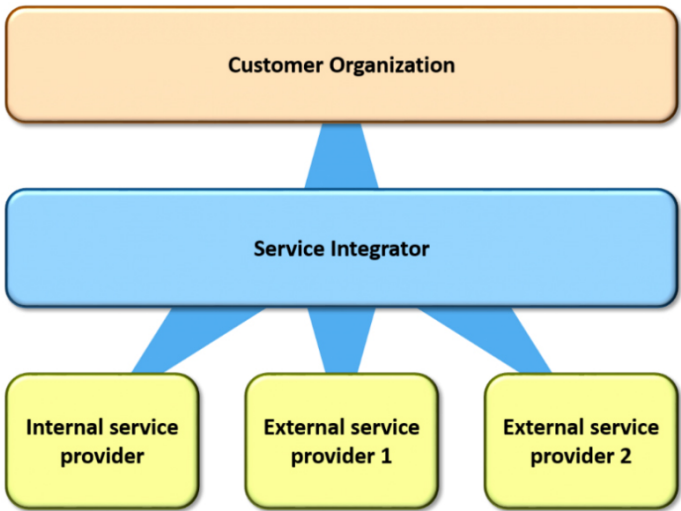 Customer Organization
Service Integrator
Internal service
provider
External service
provider 1
External service
provider 2